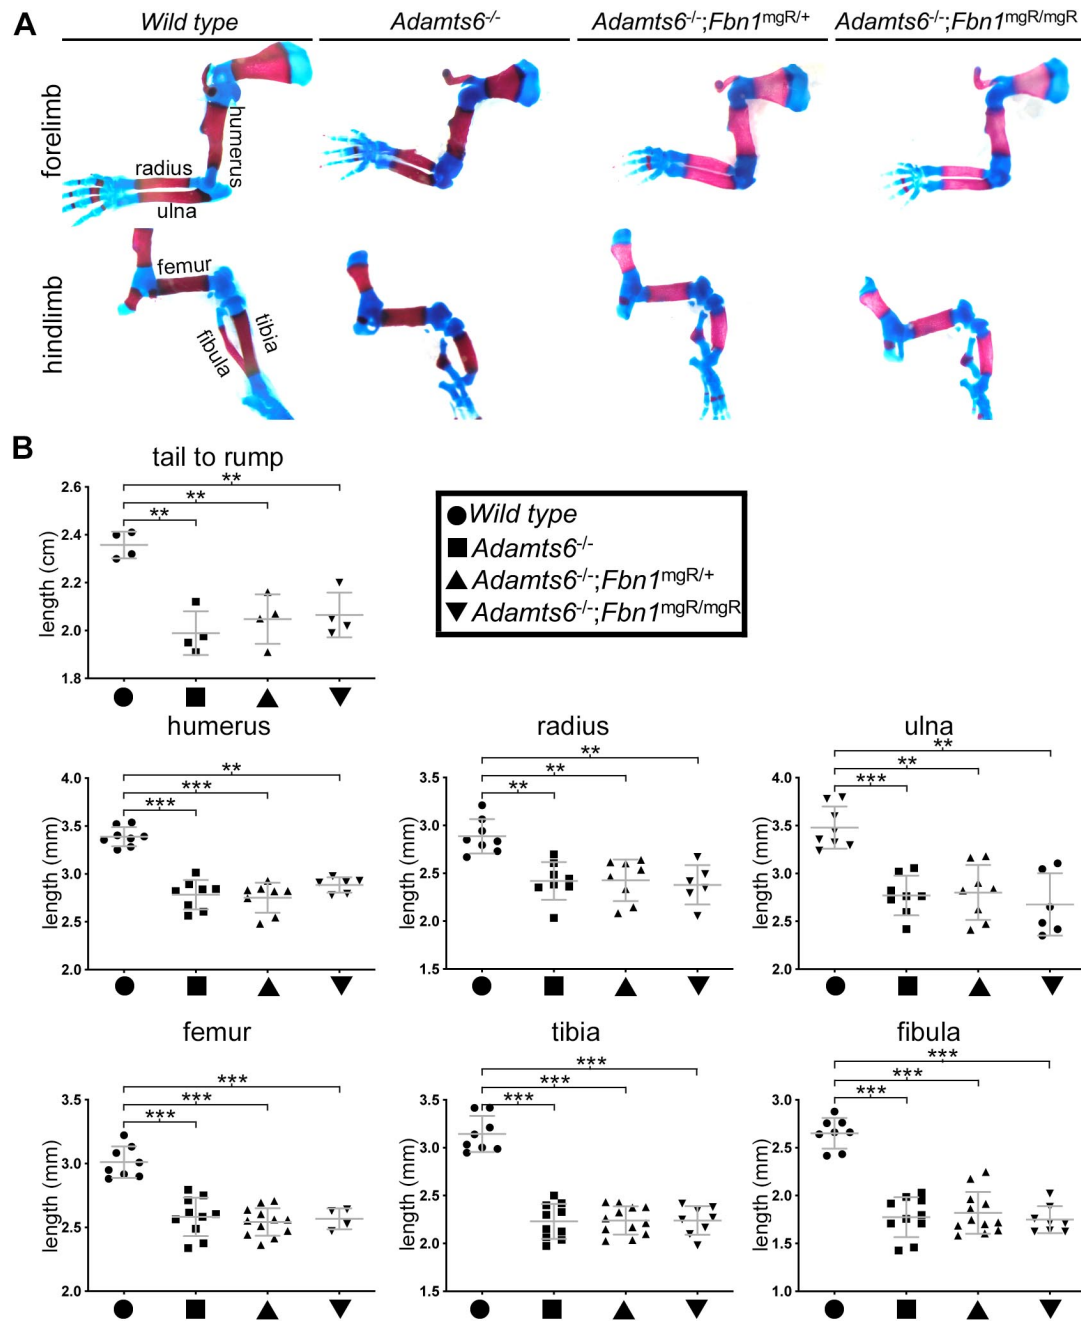 A
Wild type
Adamts6-/-
Adamts6-/-;Fbn1mgR/+
Adamts6-/-;Fbn1mgR/mgR
forelimb
humerus
radius
ulna
hindlimb
femur
tibia
fibula
B
tail to rump
length (cm)
2.6
2.4
2.2
2.0
1.8
**
**
**
Wild type
Adamts6-/-
Adamts6-/-;Fbn1mgR/+
Adamts6-/-;Fbn1mgR/mgR
humerus
length (mm)
4.0
3.5
3.0
2.5
2.0
**
***
***
radius
length (mm)
3.5
3.0
2.5
2.0
1.5
**
**
**
ulna
length (mm)
4.0
3.5
3.0
2.5
2.0
**
**
***
femur
length (mm)
3.5
3.0
2.5
2.0
***
***
***
tibia
length (mm)
3.5
3.0
2.5
2.0
1.5
***
***
***
fibula
length (mm)
3.0
2.5
2.0
1.5
1.0
***
***
***